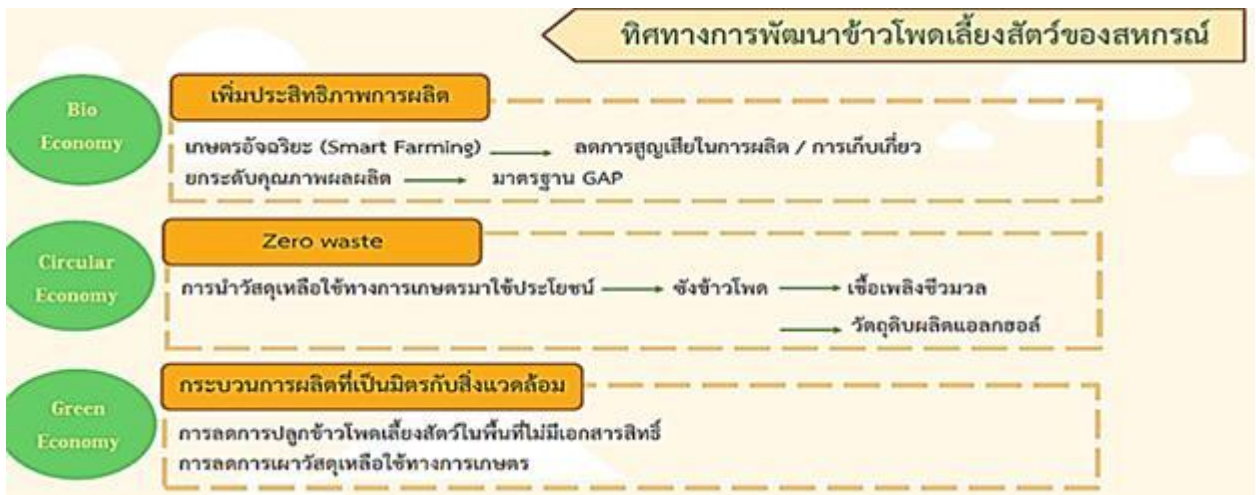 ทิศทางการพัฒนาข้าวโพดเลี้ยงสัตว์ของสหกรณ์
Bio
Economy
เพิ่มประสิทธิภาพการผลิต
เกษตรอัจฉริยะ (Smart Farming) ลดการสูญเสียในการผลิต / การเก็บเกี่ยว
ยกระดับคุณภาพผลผลิต มาตรฐาน GAP
Circular
Economy
Zero waste
การนำวัสดุเหลือใช้ทางการเกษตรมาใช้ประโยชน์ ซังข้าวโพด เชื้อเพลิงชีวมวล
วัตถุดิบผลิตแอลกฮอล์
Green
Economy
กระบวนการผลิตที่เป็นมิตรกับสิ่งแวดล้อม
การลดการปลูกข้าวโพดเลี้ยงสัตว์ในพื้นที่ไม่มีเอกสารสิทธิ์
การลดการเผาวัสดุเหลือใช้ทางการเกษตร